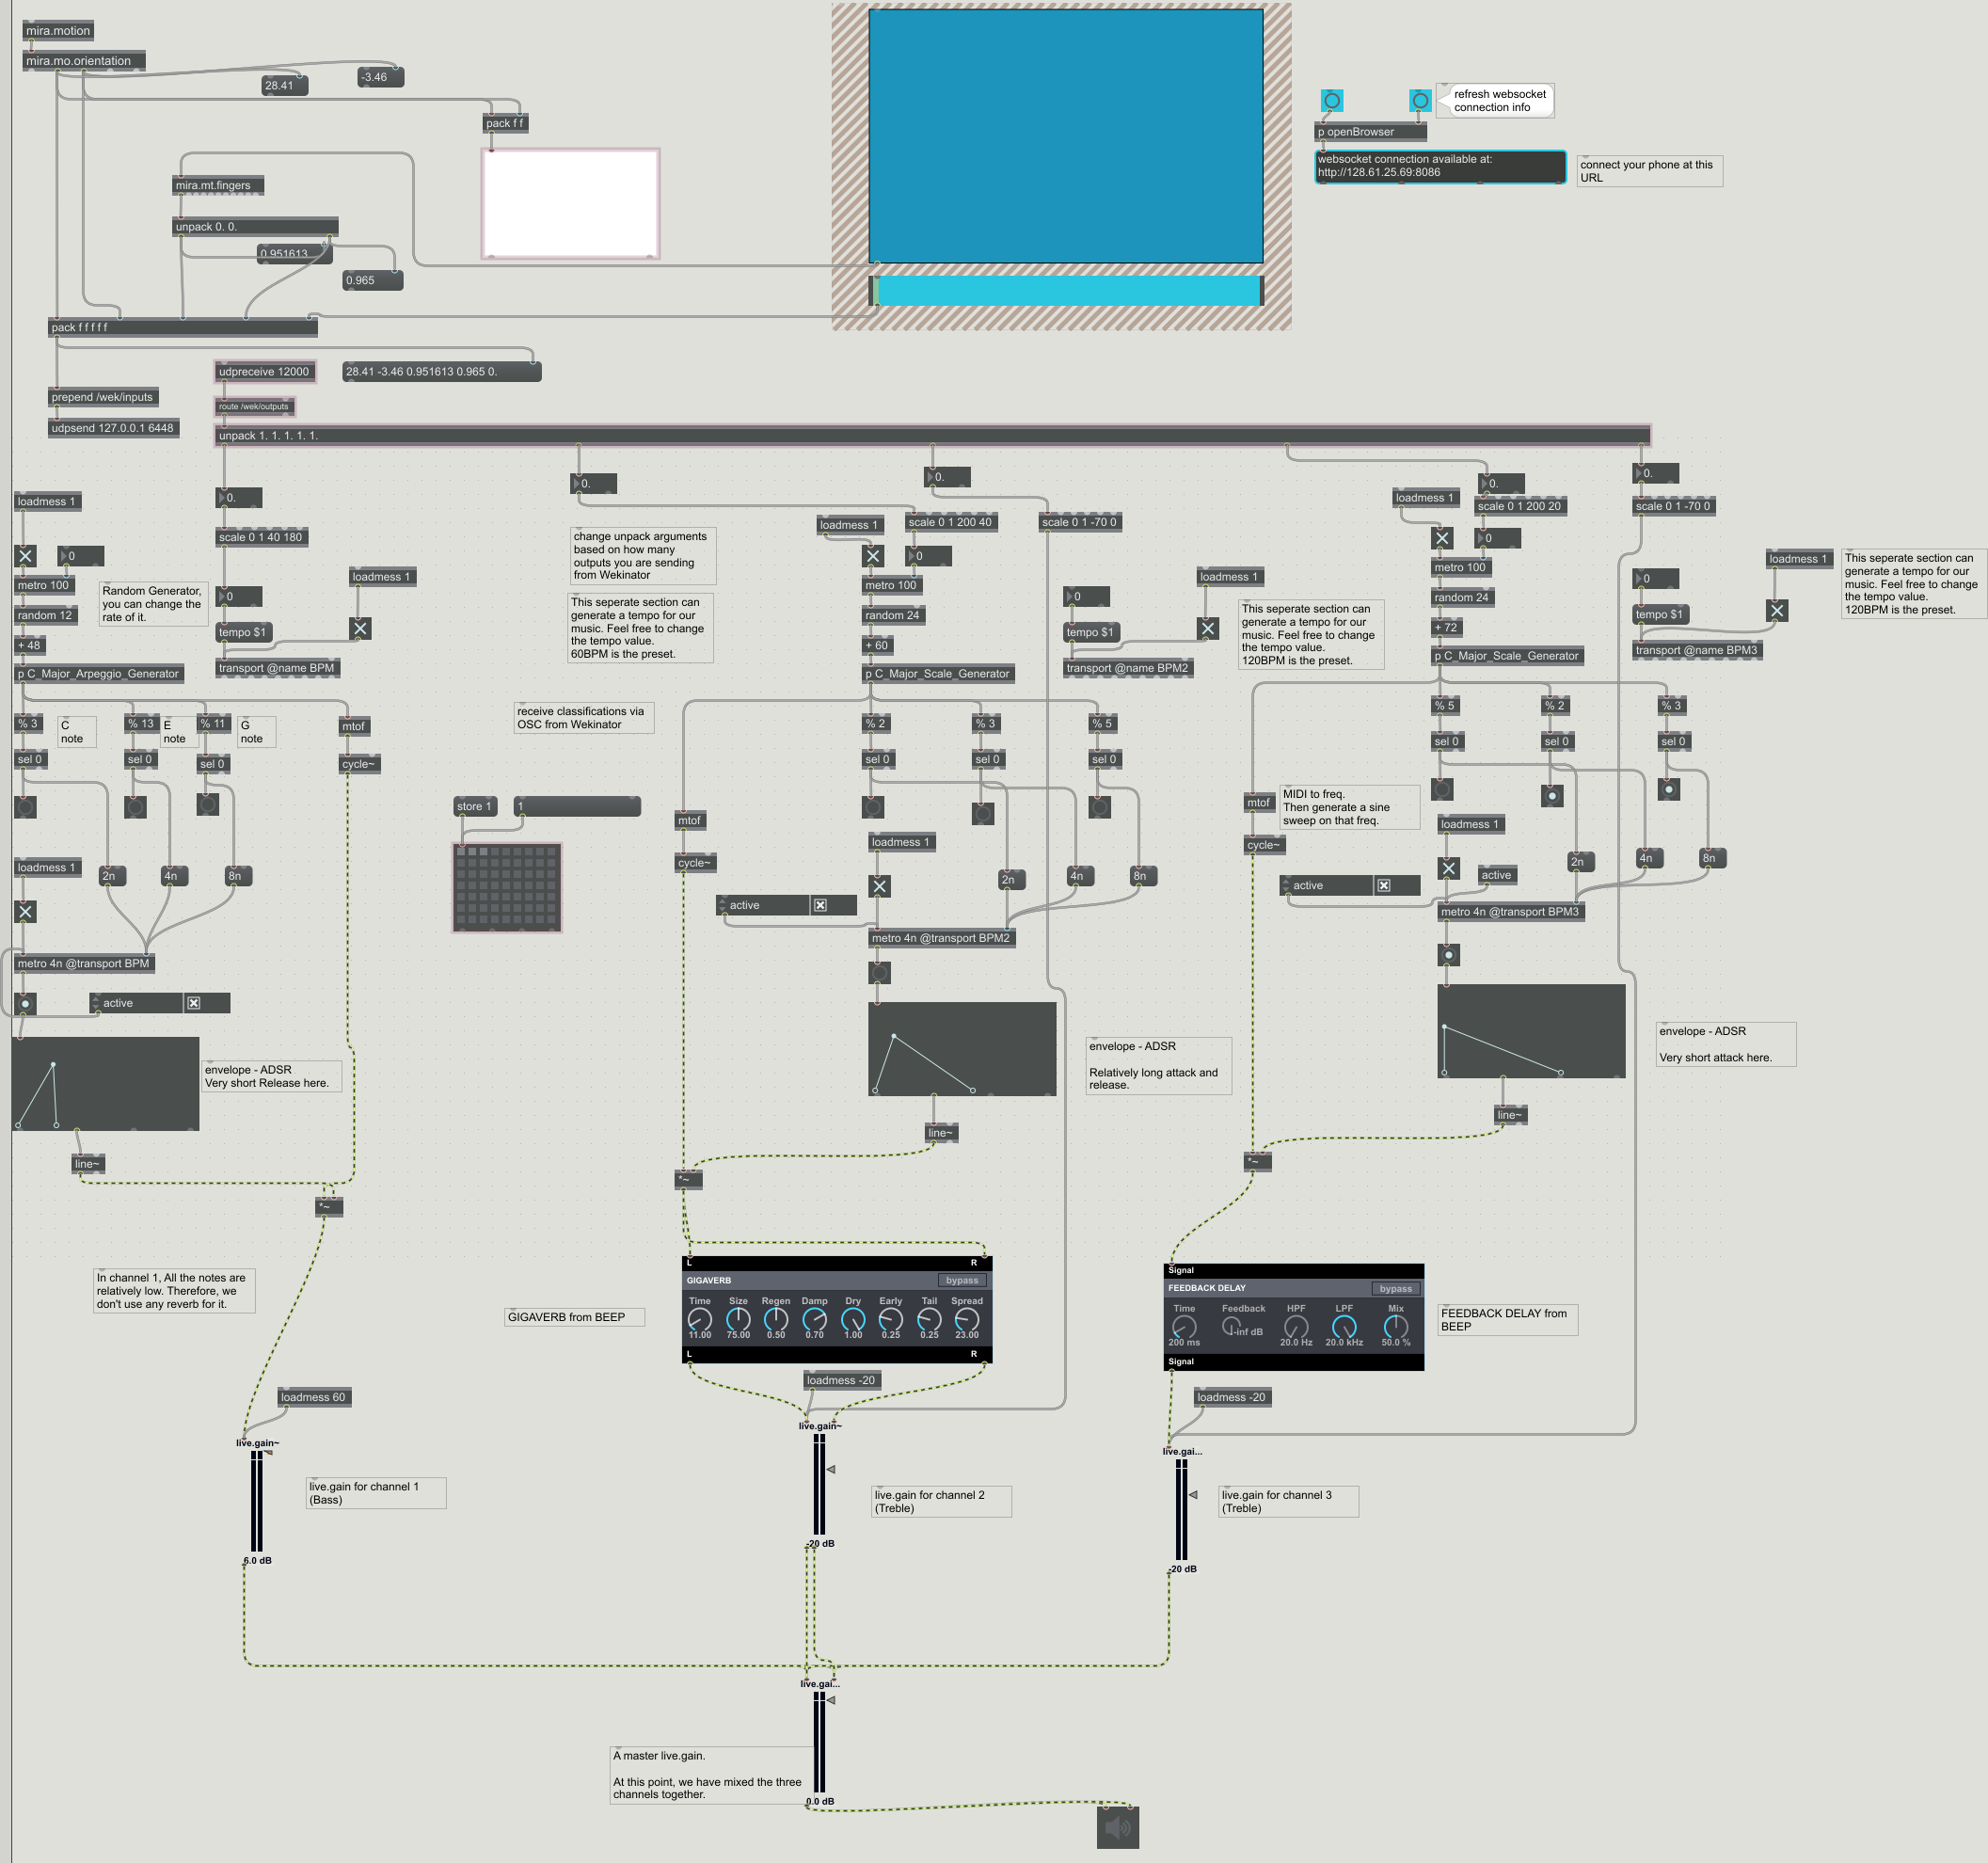 mira.motion
mira.mo.orientation
28.41
-3.46
pack f f
mira.mt.fingers
unpack 0. 0.
0.951613
0.965
pack f f f f f
refresh websocket
connection info
p openBrowser
websocket connection available at:
http://128.61.25.69:8086
connect your phone at this
URL
udpreceive 12000
28.41 -3.46 0.951613 0.965 0.
prepend /wek/inputs
route /wek/outputs
udpsend 127.0.0.1 6448
unpack 1. 1. 1. 1. 1.
loadmess 1
0
metro 100
random 12
+ 48
p C_Major_Arpeggio_Generator
Random Generator,
you can change the
rate of it.
0.
scale 0 1 40 180
0
tempo $1
transport @name BPM
loadmess 1
% 3
C
note
% 13
E
note
% 11
G
note
sel 0
sel 0
sel 0
mtof
cycle~
loadmess 1
2n
4n
8n
metro 4n @transport BPM
active
envelope - ADSR
Very short Release here.
line~
*~
In channel 1, All the notes are
relatively low. Therefore, we
don't use any reverb for it.
loadmess 60
live.gain~
live.gain for channel 1
(Bass)
6.0 dB
0.
change unpack arguments
based on how many
outputs you are sending
from Wekinator
This seperate section can
generate a tempo for our
music. Feel free to change
the tempo value.
60BPM is the preset.
receive classifications via
OSC from Wekinator
store 1
1
0.
loadmess 1
scale 0 1 200 40
scale 0 1 -70 0
0
metro 100
random 24
+ 60
p C_Major_Scale_Generator
0
tempo $1
transport @name BPM2
loadmess 1
This seperate section can
generate a tempo for our
music. Feel free to change
the tempo value.
120BPM is the preset.
% 2
% 3
% 5
sel 0
sel 0
sel 0
mtof
cycle~
loadmess 1
2n
4n
8n
active
metro 4n @transport BPM2
envelope - ADSR
Relatively long attack and
release.
line~
*~
L
R
GIGAVERB
bypass
Time
Size
Regen
Damp
Dry
Early
Tail
Spread
11.00
75.00
0.50
0.70
1.00
0.25
0.25
23.00
L
R
GIGAVERB from BEEP
loadmess -20
live.gain~
live.gain for channel 2
(Treble)
-20 dB
0.
loadmess 1
scale 0 1 200 20
0
metro 100
random 24
+ 72
p C_Major_Scale_Generator
0.
scale 0 1 -70 0
0
tempo $1
transport @name BPM3
loadmess 1
This seperate section can
generate a tempo for our
music. Feel free to change
the tempo value.
120BPM is the preset.
% 5
% 2
% 3
sel 0
sel 0
sel 0
mtof
MIDI to freq.
Then generate a sine
sweep on that freq.
cycle~
loadmess 1
active
active
2n
4n
8n
metro 4n @transport BPM3
envelope - ADSR
Very short attack here.
line~
*~
Signal
FEEDBACK DELAY
bypass
Time
Feedback
HPF
LPF
Mix
200 ms
-inf dB
20.0 Hz
20.0 kHz
50.0 %
Signal
FEEDBACK DELAY from
BEEP
loadmess -20
live.gai...
live.gain for channel 3
(Treble)
-20 dB
live.gai...
A master live.gain.
At this point, we have mixed the three
channels together.
0.0 dB